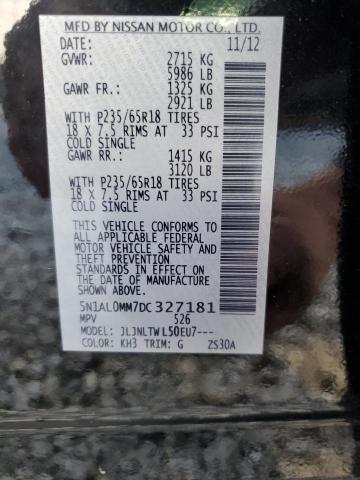 MFD BY NISSAN MOTOR CO., LTD.
DATE: 11/12
GVWR: 2715 KG
5986 LB
GAWR FR.: 1325 KG
2921 LB
WITH P235/65R18 TIRES
18 X 7.5 RIMS AT 33 PSI
COLD SINGLE
GAWR RR.: 1415 KG
3120 LB
WITH P235/65R18 TIRES
18 X 7.5 RIMS AT 33 PSI
COLD SINGLE
THIS VEHICLE CONFORMS TO
ALL APPLICABLE FEDERAL
MOTOR VEHICLE SAFETY AND
THEFT PREVENTION
STANDARDS IN EFFECT ON
THE DATE OF MANUFACTURE
SHOWN ABOVE.
5N1AL0MM7DC327181
MPV 526
MODEL: JLJNLTWL50EU7---
COLOR: KH3 TRIM: G ZS30A